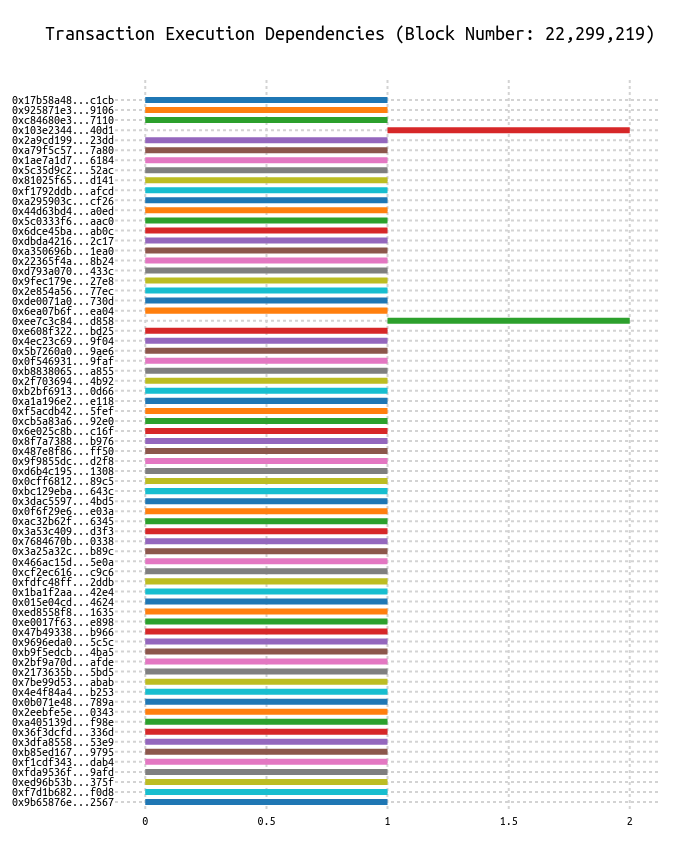 Transaction Execution Dependencies (Block Number: 22,299,219)
0x17b58a48...c1cb
0x925871e3...9106
0xc84680e3...7110
0x103e2344...40d1
0x2a9cd199...23dd
0xa79f5c57...7a80
0x1ae7a1d7...6184
0x5c35d9c2...52ac
0x81025f65...d141
0xf1792ddb...afcd
0xa295903c...cf26
0x44d63bd4...a0ed
0x5c0333f6...aac0
0x6dce45ba...ab0c
0xdbda4216...2c17
0xa350696b...1ea0
0x22365f4a...8b24
0xd793a070...433c
0x9fec179e...27e8
0x2e854a56...77ec
0xde0071a0...730d
0x6ea07b6f...ea04
0xee7c3c84...d858
0xe608f322...bd25
0x4ec23c69...9f04
0x5b7260a0...9ae6
0x0f546931...9faf
0xb8838065...a855
0x2f703694...4b92
0xb2bf6913...0d66
0xa1a196e2...e118
0xf5acdb42...5fef
0xcb5a83a6...92e0
0x6e025c8b...c16f
0x8f7a7388...b976
0x487e8f86...ff50
0x9f9855dc...d2f8
0xd6b4c195...1308
0x0cff6812...89c5
0xbc129eba...643c
0x3dac5597...4bd5
0x0f6f29e6...e03a
0xac32b62f...6345
0x3a53c409...d3f3
0x7684670b...0338
0x3a25a32c...b89c
0x466ac15d...5e0a
0xcf2ec616...c9c6
0xfdfc48ff...2ddb
0x1ba1f2aa...42e4
0x015e04cd...4624
0xed8558f8...1635
0xe0017f63...e898
0x47b49338...b966
0x9696eda0...5c5c
0xb9f5edcb...4ba5
0x2bf9a70d...afde
0x2173635b...5bd5
0x7be99d53...abab
0x4e4f84a4...b253
0x0b071e48...789a
0x2eebfe5e...0343
0xa405139d...f98e
0x36f3dcfd...336d
0x3dfa8558...53e9
0xb85ed167...9795
0xf1cdf343...dab4
0xfda9536f...9afd
0xed96b53b...375f
0xf7d1b682...f0d8
0x9b65876e...2567
0 0.5 1 1.5 2